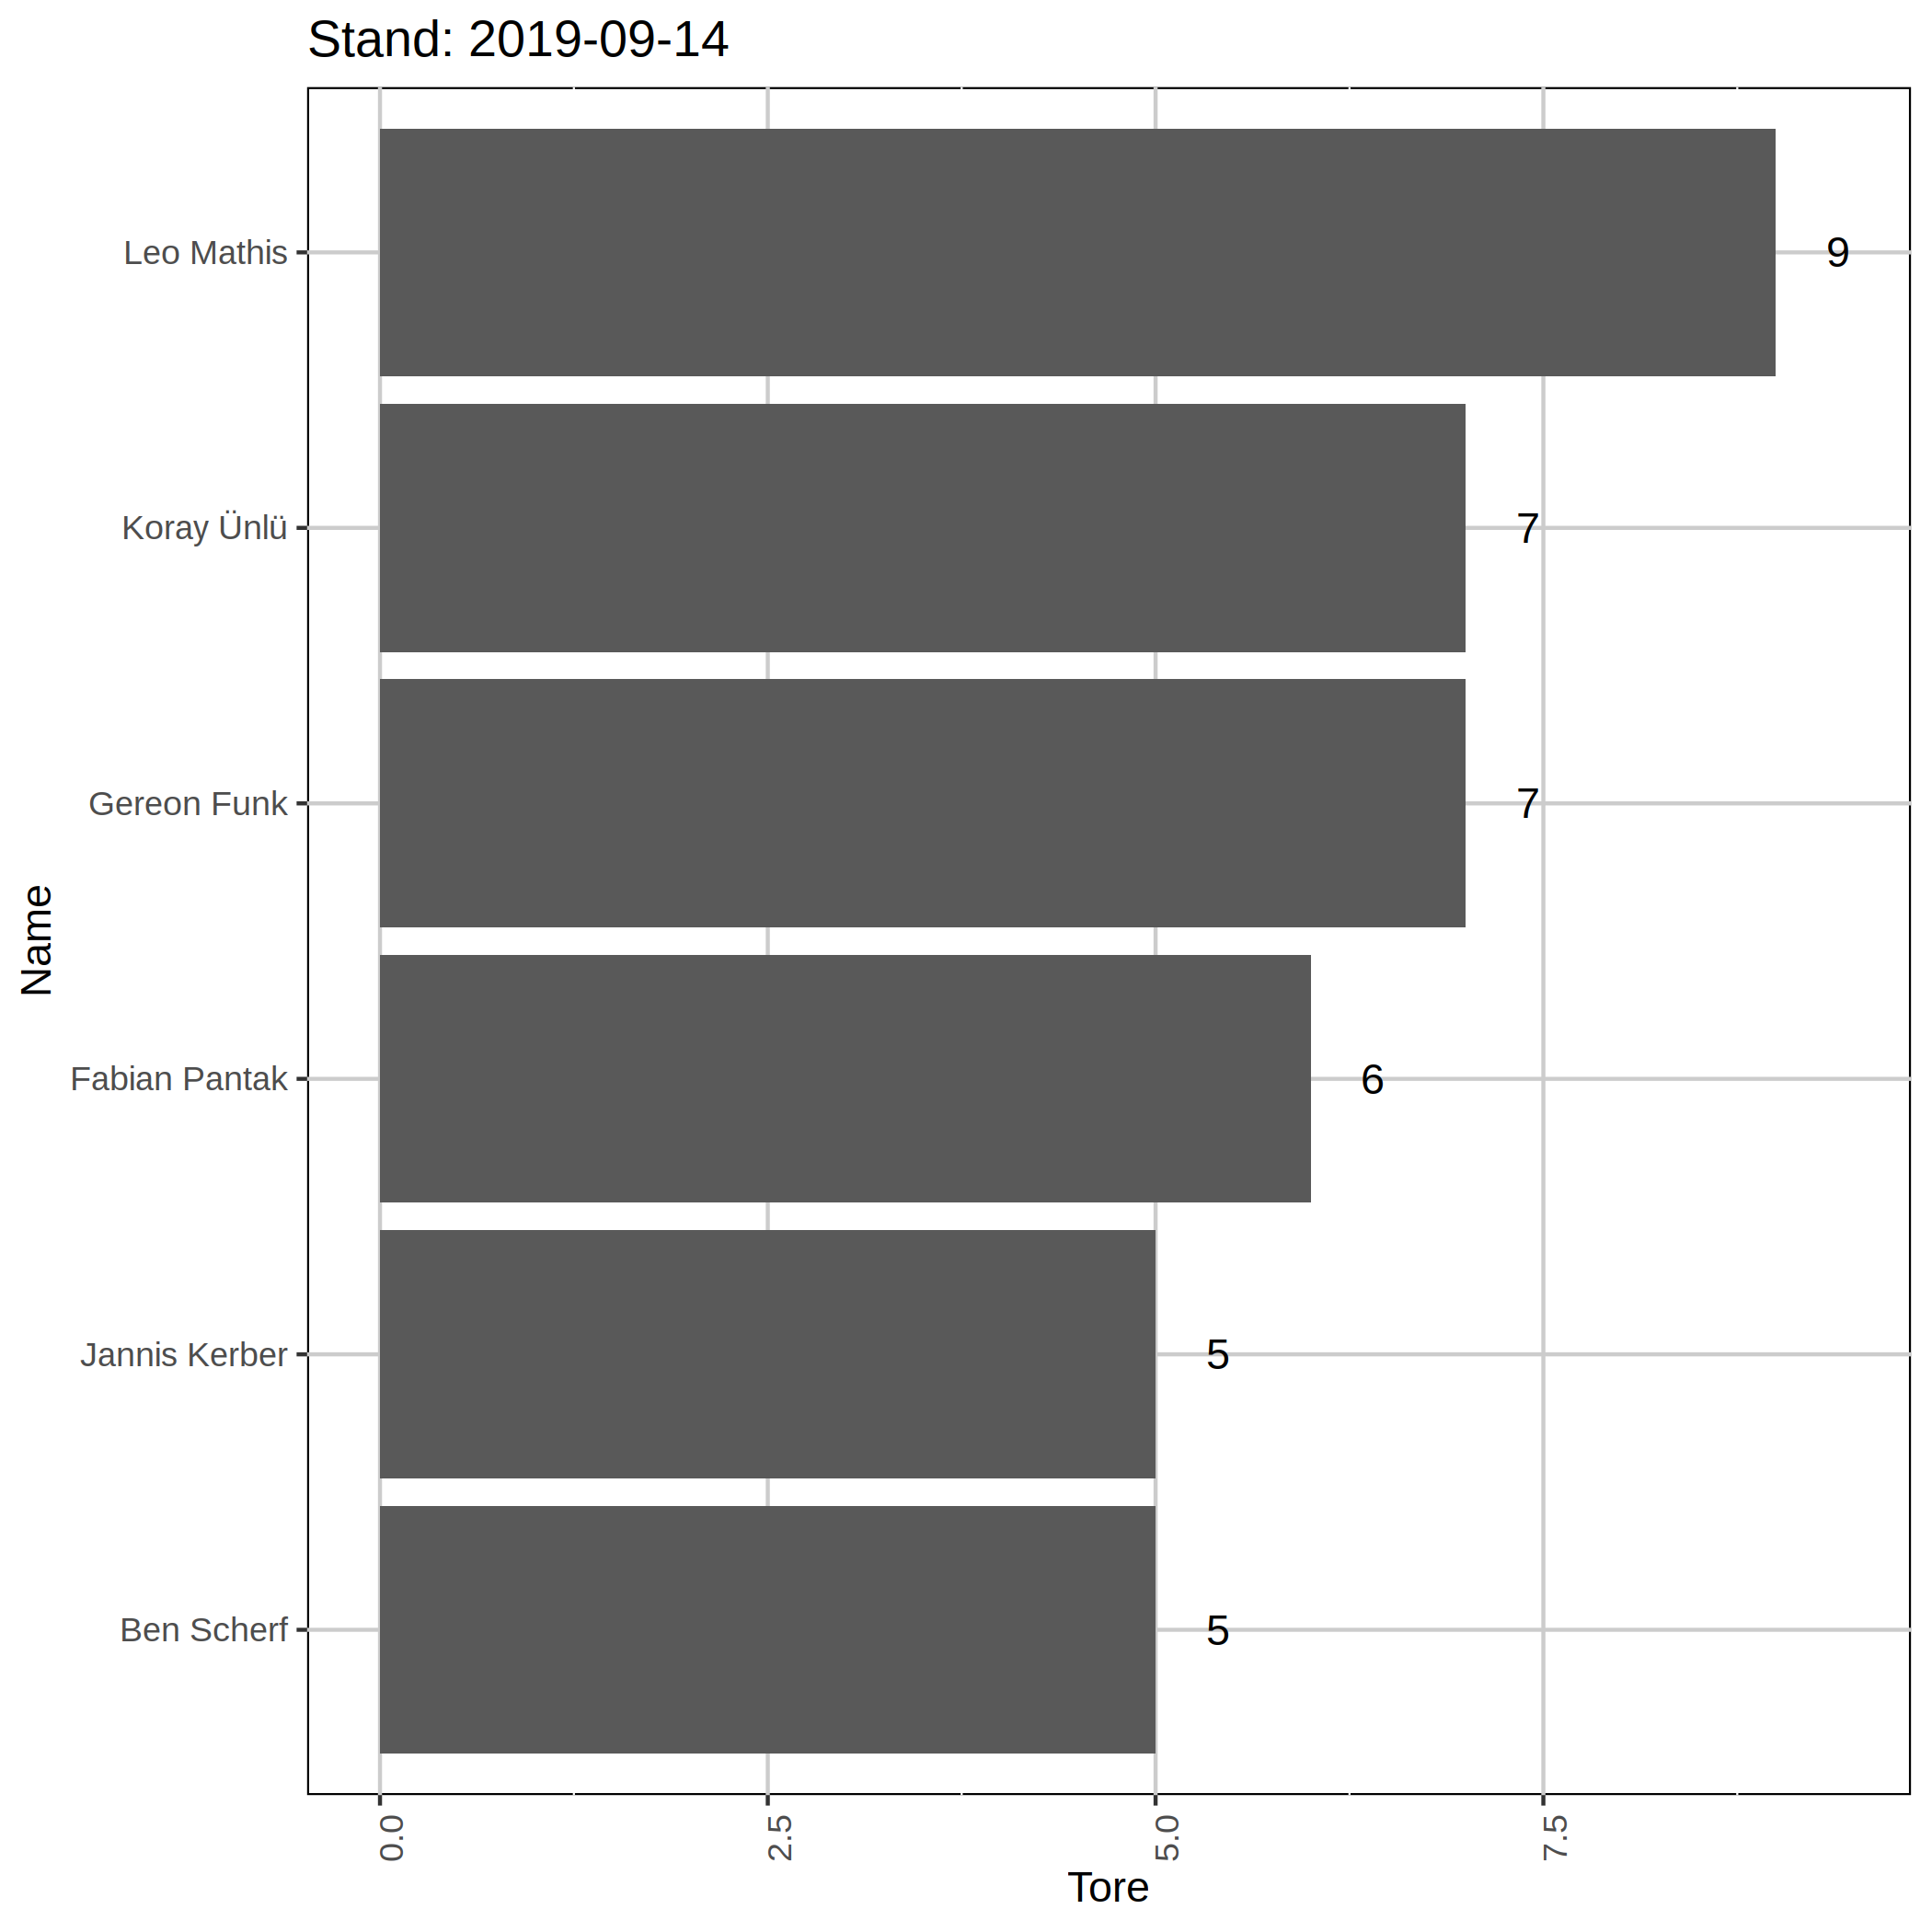 Stand: 2019-09-14
Leo Mathis
9
Koray Ünlü
7
Gereon Funk
7
Name
Fabian Pantak
6
Jannis Kerber
5
Ben Scherf
5
0.0
2.5
5.0
7.5
Tore